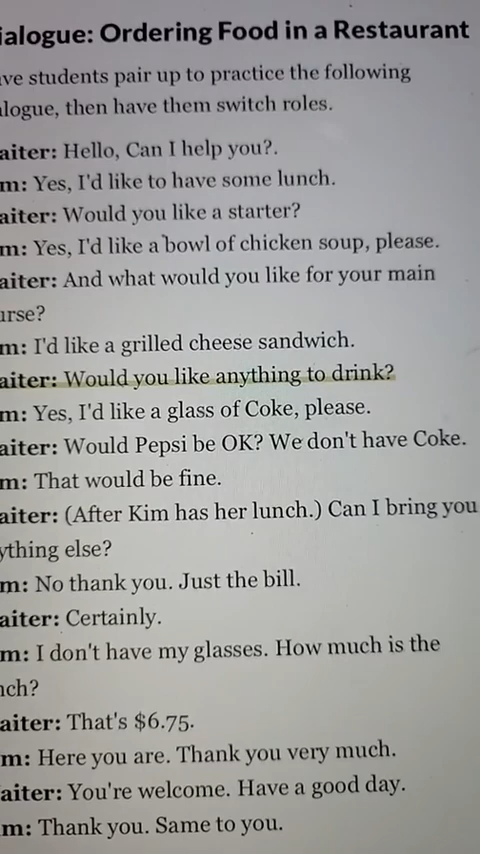 ialogue: Ordering Food in a Restaurant
ve students pair up to practice the following
logue, then have them switch roles.
aiter: Hello, Can I help you?.
m: Yes, I'd like to have some lunch.
aiter: Would you like a starter?
m: Yes, I'd like a bowl of chicken soup, please.
aiter: And what would you like for your main
urse?
m: I'd like a grilled cheese sandwich.
aiter: Would you like anything to drink?
m: Yes, I'd like a glass of Coke, please.
aiter: Would Pepsi be OK? We don't have Coke.
m: That would be fine.
aiter: (After Kim has her lunch.) Can I bring you
ything else?
m: No thank you. Just the bill.
aiter: Certainly.
m: I don't have my glasses. How much is the
nch?
aiter: That's $6.75.
m: Here you are. Thank you very much.
aiter: You're welcome. Have a good day.
m: Thank you. Same to you.